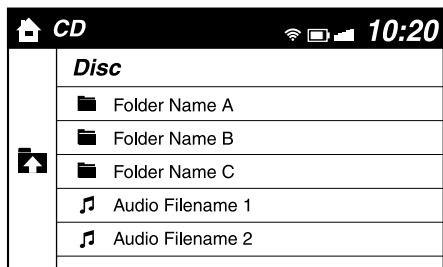 CD 10:20
Disc
Folder Name A
Folder Name B
Folder Name C
Audio Filename 1
Audio Filename 2